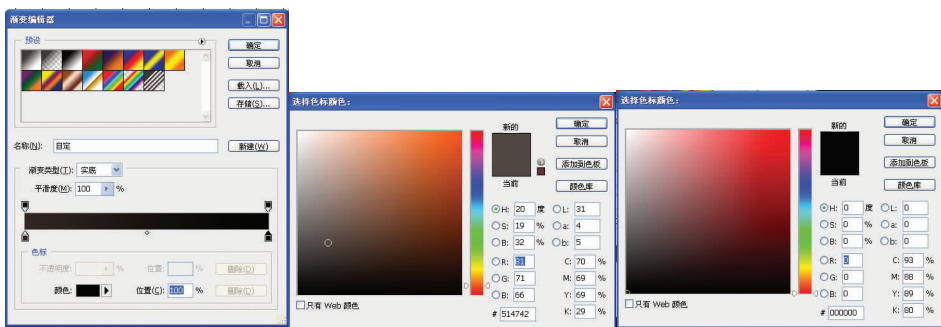 渐变编辑器
预设
确定
取消
载入(L)...
存储(S)...
名称(N): 自定
新建(W)
渐变类型(T): 实底
平滑度(M): 100 %
色标
不透明度: % 位置: % 删除(D)
颜色: 位置(C): 100 % 删除(D)
选择色标颜色:
新的
当前
确定
取消
添加到色板
颜色库
H: 20 度 L: 31
S: 19 % a: 4
B: 32 % b: 5
R: 81 C: 70 %
G: 71 M: 69 %
B: 66 Y: 69 %
# 514742 K: 29 %
只有 Web 颜色
选择色标颜色:
新的
当前
确定
取消
添加到色板
颜色库
H: 0 度 L: 0
S: 0 % a: 0
B: 0 % b: 0
R: 0 C: 93 %
G: 0 M: 88 %
B: 0 Y: 89 %
# 000000 K: 80 %
只有 Web 颜色